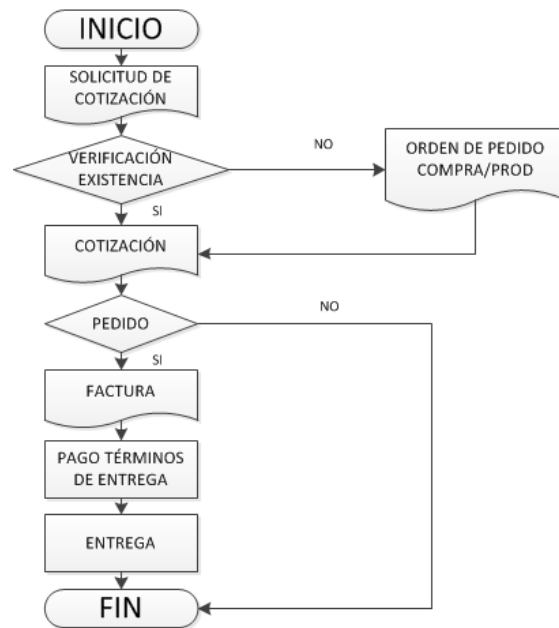 INICIO
SOLICITUD DE
COTIZACIÓN
VERIFICACIÓN
EXISTENCIA
NO
ORDEN DE PEDIDO
COMPRA/PROD
SI
COTIZACIÓN
PEDIDO
NO
SI
FACTURA
PAGO TÉRMINOS
DE ENTREGA
ENTREGA
FIN